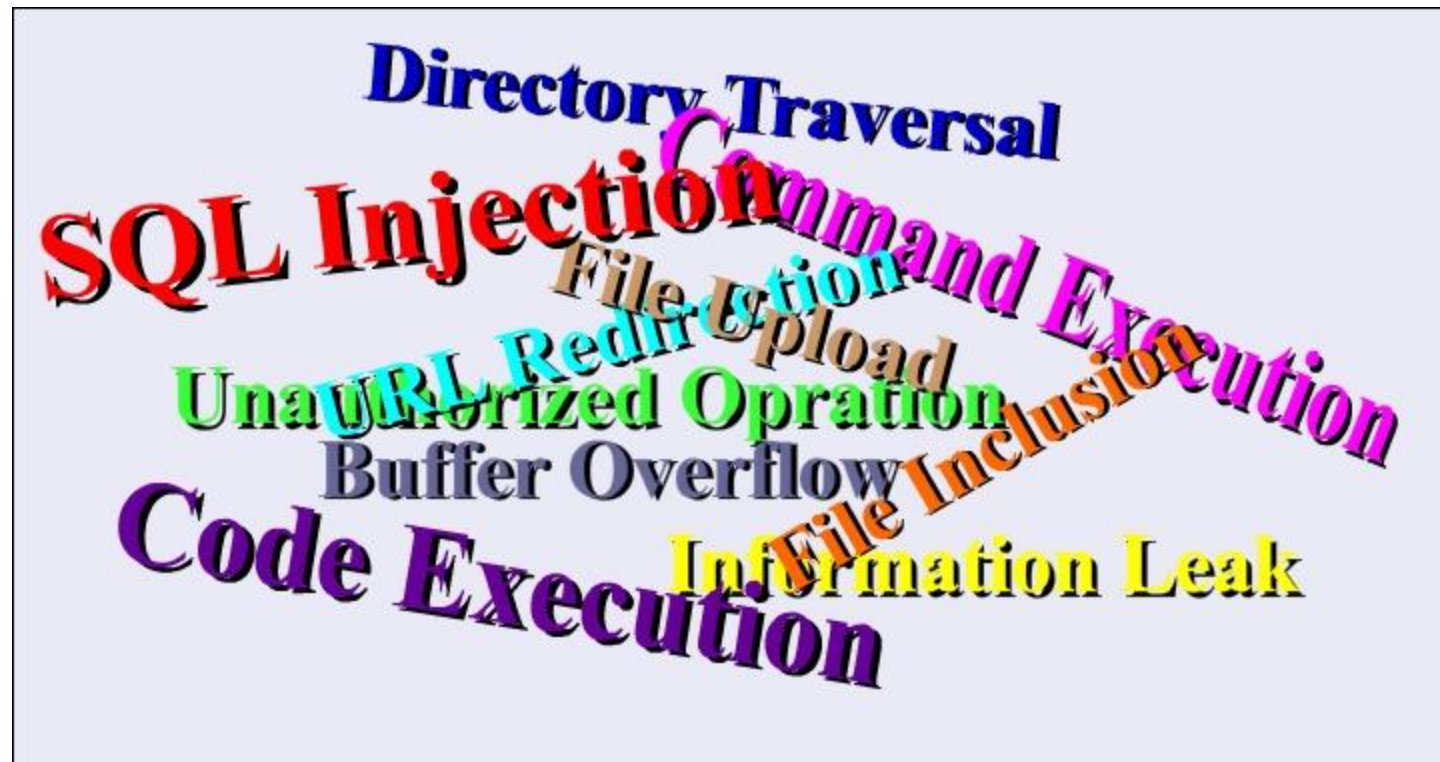 Directory Traversal
Command Execution
SQL Injection
File Upload
URL Redirection
Unauthorized Opration
Buffer Overflow
File Inclusion
Code Execution
Information Leak